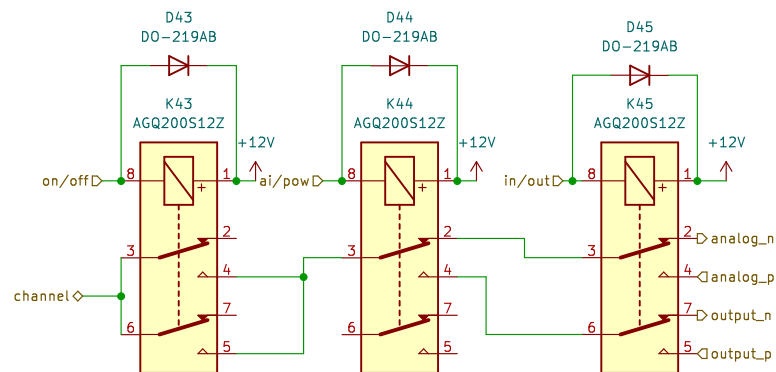 D43
DO-219AB
D44
DO-219AB
D45
DO-219AB
K43
AGQ200S12Z
K44
AGQ200S12Z
K45
AGQ200S12Z
+12V
+12V
+12V
on/off
8
1
+
ai/pow
8
1
+
in/out
8
1
+
2
2
2
analog_n
3
3
3
4
4
4
analog_p
channel
7
7
7
output_n
6
6
6
5
5
5
output_p